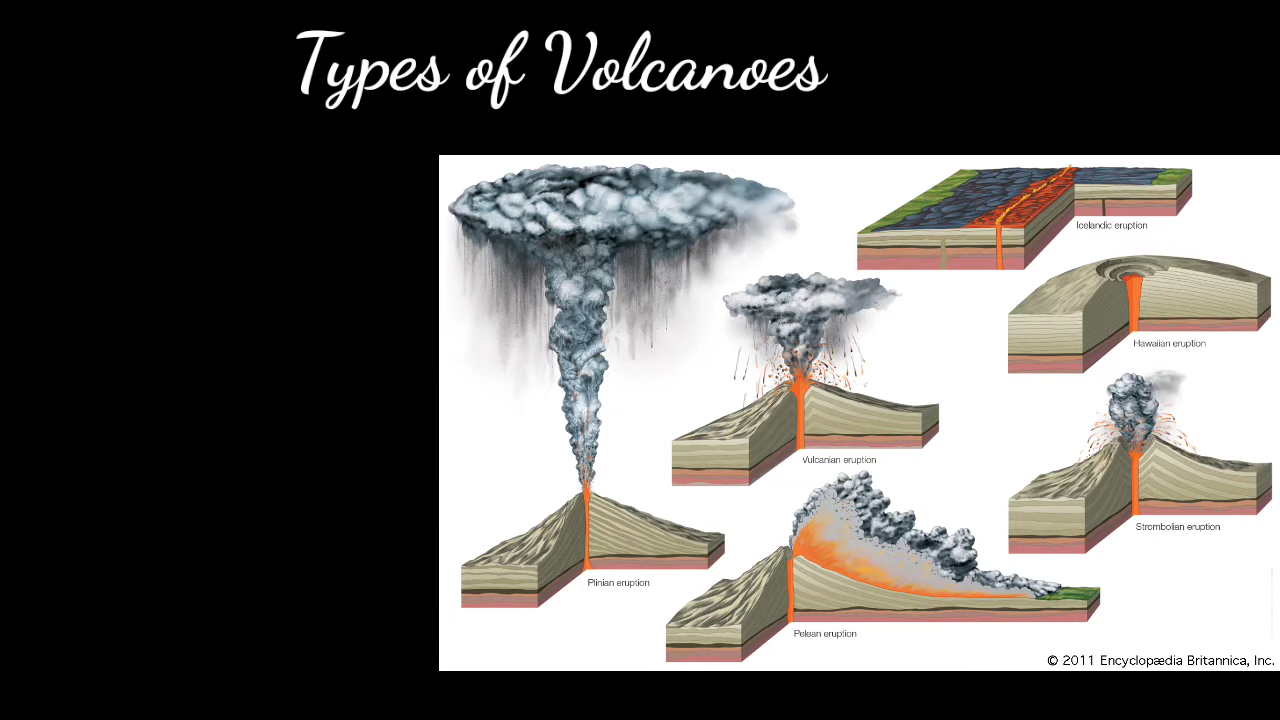 Types of Volcanoes
Icelandic eruption
Hawaiian eruption
Vulcanian eruption
Strombolian eruption
Plinian eruption
Pelean eruption
© 2011 Encyclopædia Britannica, Inc.